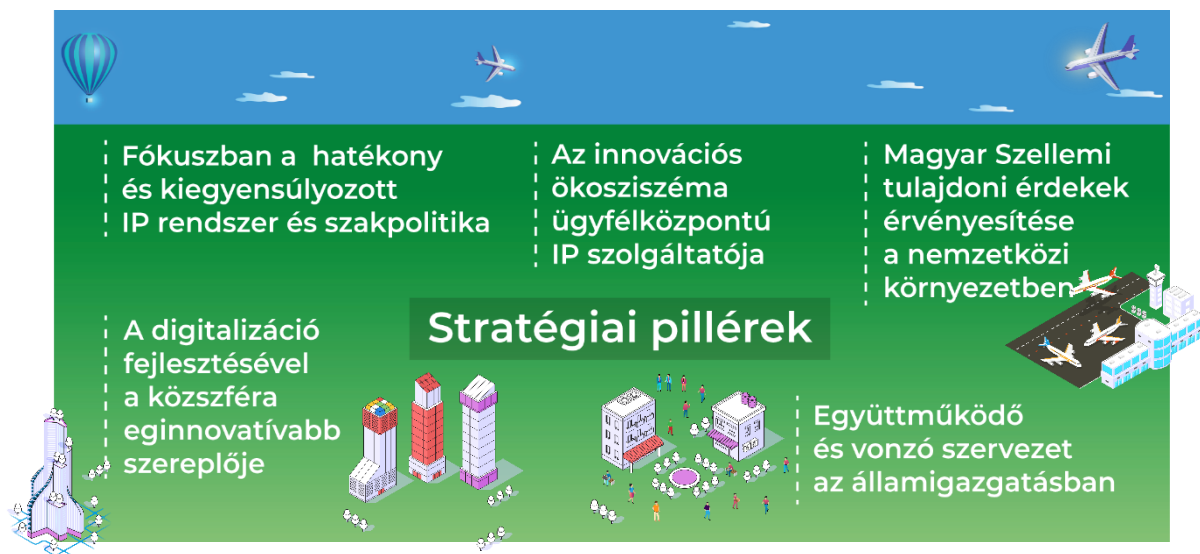 Fókuszban a hatékony
és kiegyensúlyozott
IP rendszer és szakpolitika
Az innovációs
ökosziszéma
ügyfélközpontú
IP szolgáltatója
Magyar Szellemi
tulajdoni érdekek
érvényesítése
a nemzetközi
környezetben
Stratégiai pillérek
A digitalizáció
fejlesztésével
a közszféra
eginnovatívabb
szereplője
Együttműködő
és vonzó szervezet
az államigazgatásban